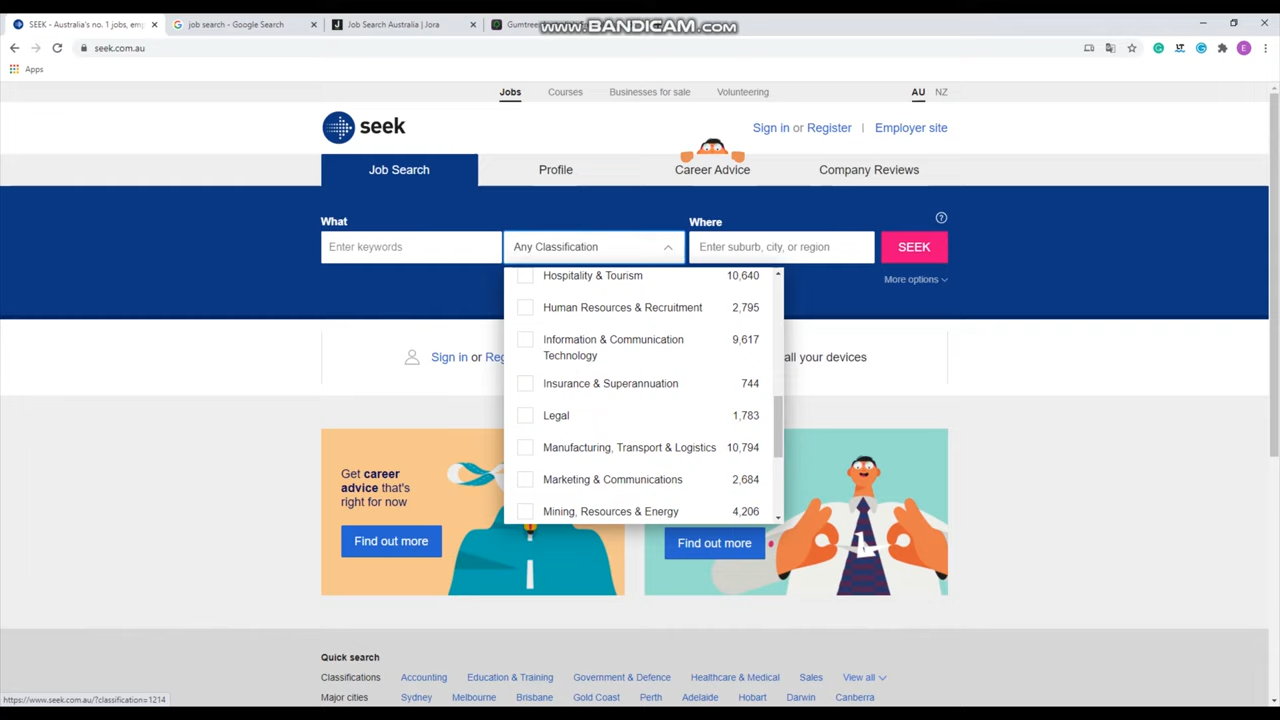 SEEK - Australia's no. 1 jobs, emp
job search - Google Search
Job Search Australia | Jora
Gumtree
www.BANDICAM.com
seek.com.au
E
Apps
Jobs
Courses
Businesses for sale
Volunteering
AU
NZ
seek
Sign in or Register
Employer site
Job Search
Profile
Career Advice
Company Reviews
What
Where
Enter keywords
Any Classification
Enter suburb, city, or region
SEEK
More options
Hospitality & Tourism 10,640
Human Resources & Recruitment 2,795
Information & Communication
Technology 9,617
Insurance & Superannuation 744
Legal 1,783
Manufacturing, Transport & Logistics 10,794
Marketing & Communications 2,684
Mining, Resources & Energy 4,206
Sign in or Reg
all your devices
Get career
advice that's
right for now
Find out more
Find out more
Quick search
Classifications Accounting Education & Training Government & Defence Healthcare & Medical Sales View all
Major cities Sydney Melbourne Brisbane Gold Coast Perth Adelaide Hobart Darwin Canberra
https://www.seek.com.au/?classification=1214